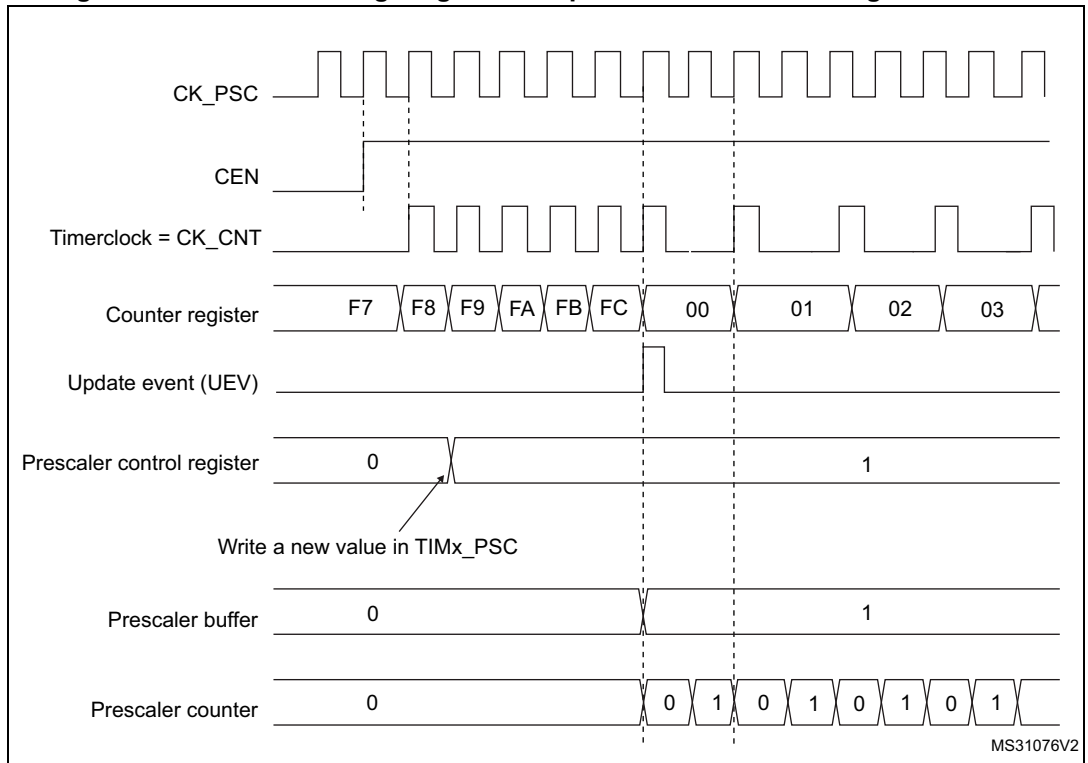 CK_PSC
CEN
Timerclock = CK_CNT
Counter register F7 F8 F9 FA FB FC 00 01 02 03
Update event (UEV)
Prescaler control register 0 1
Write a new value in TIMx_PSC
Prescaler buffer 0 1
Prescaler counter 0 0 1 0 1 0 1 0 1
MS31076V2